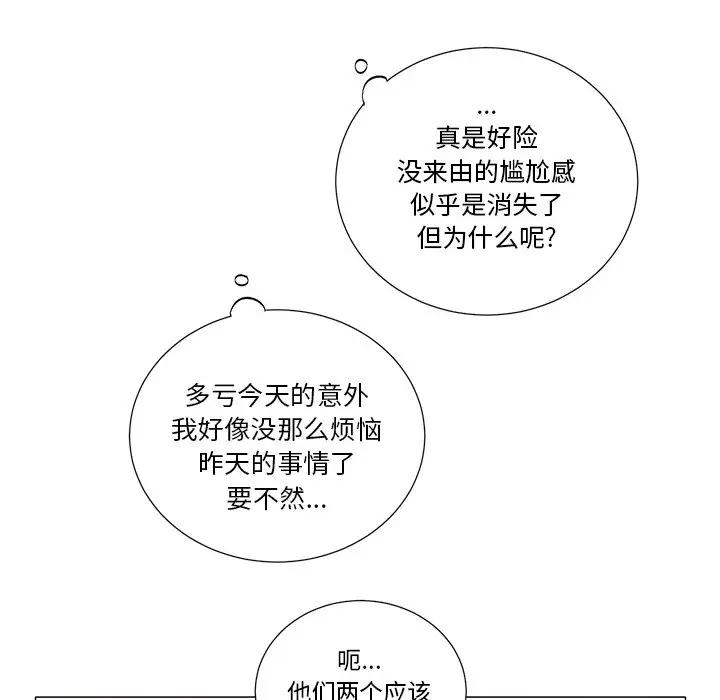 ...
真是好险
没来由的尴尬感
似乎是消失了
但为什么呢?
多亏今天的意外
我好像没那么烦恼
昨天的事情了
要不然...
呃...
他们两个应该